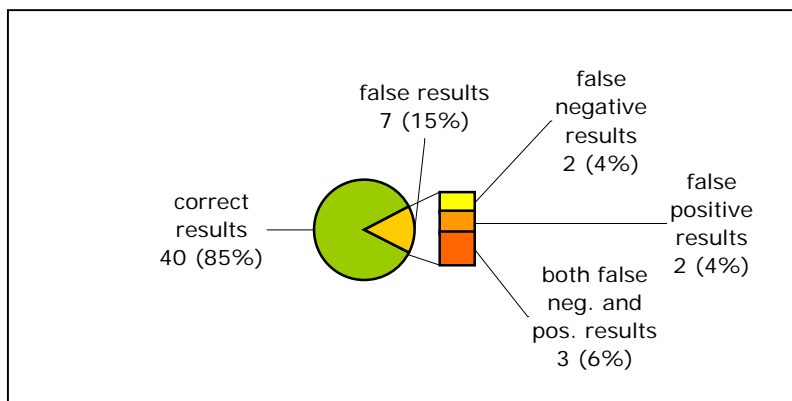 false results
7 (15%)
false
negative
results
2 (4%)
correct
results
40 (85%)
false
positive
results
2 (4%)
both false
neg. and
pos. results
3 (6%)